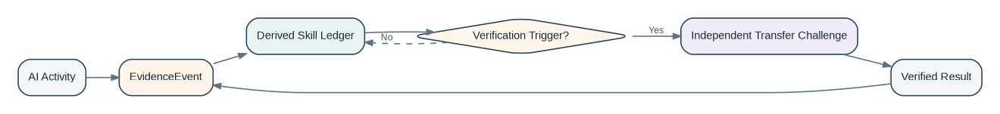 AI Activity
EvidenceEvent
Derived Skill Ledger
No
Verification Trigger?
Yes
Independent Transfer Challenge
Verified Result